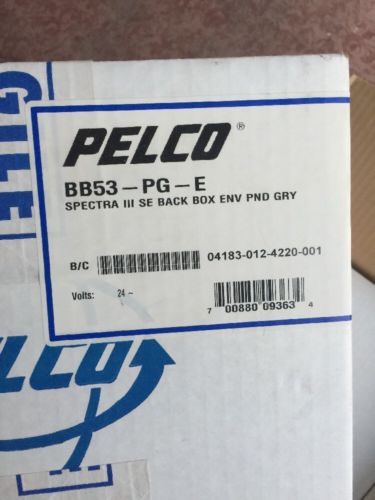 PELCO®
BB53-PG-E
SPECTRA III SE BACK BOX ENV PND GRY
B/C 04183-012-4220-001
Volts: 24 ~
7 00880 09363 4
LCO